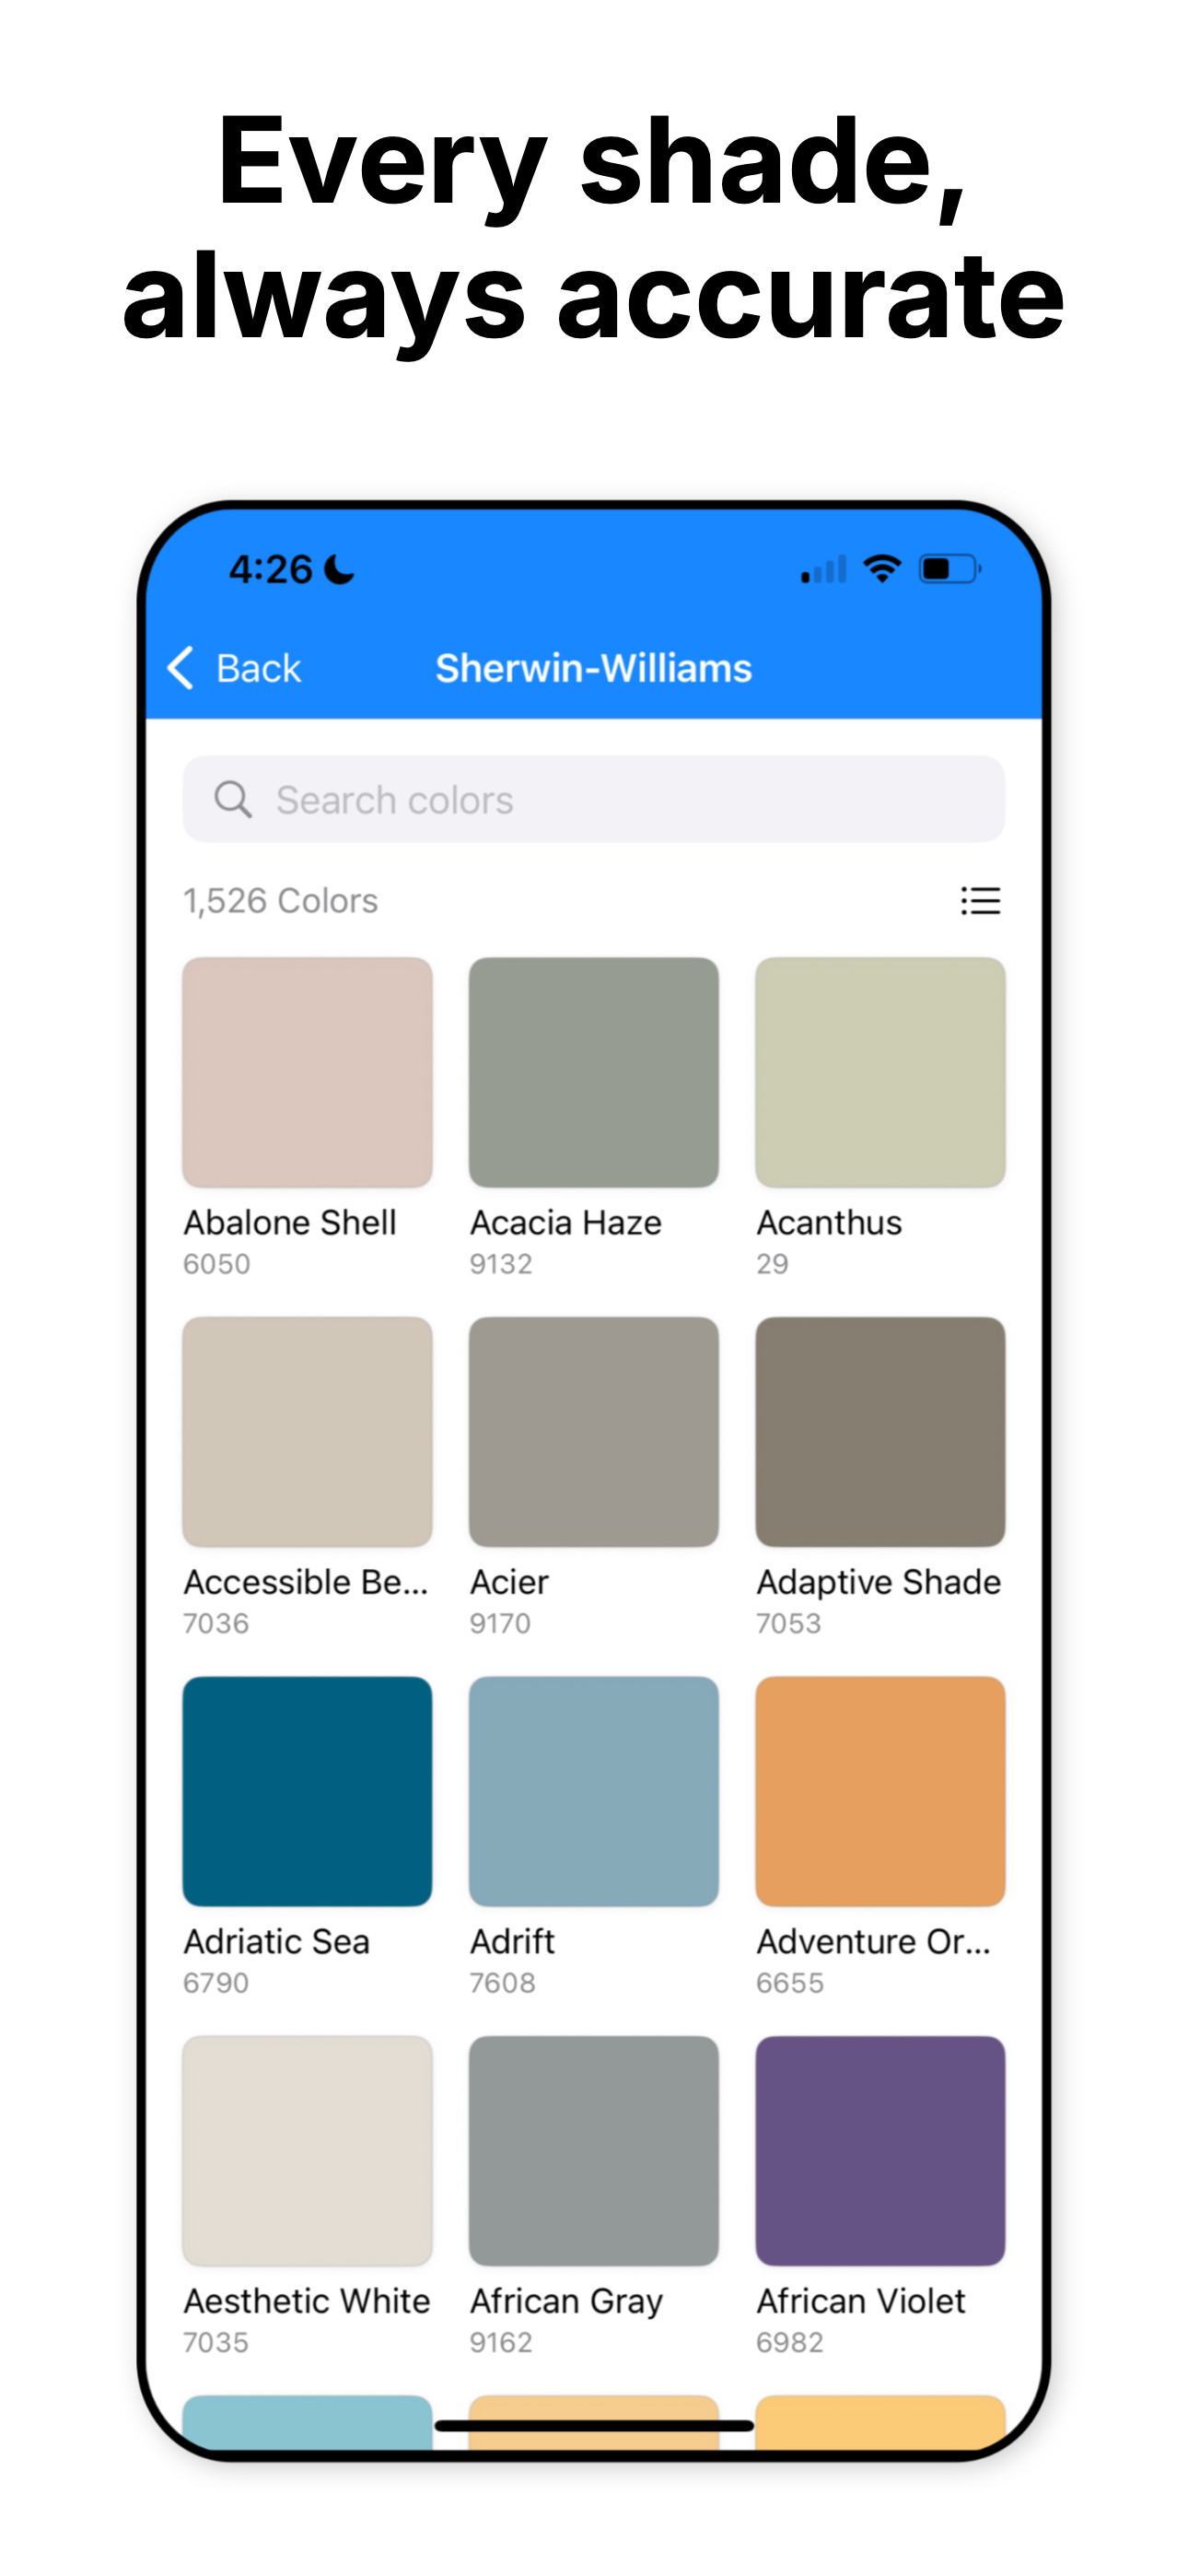 Every shade,
always accurate
4:26
Back
Sherwin-Williams
Search colors
1,526 Colors
Abalone Shell
6050
Acacia Haze
9132
Acanthus
29
Accessible Be...
7036
Acier
9170
Adaptive Shade
7053
Adriatic Sea
6790
Adrift
7608
Adventure Or...
6655
Aesthetic White
7035
African Gray
9162
African Violet
6982